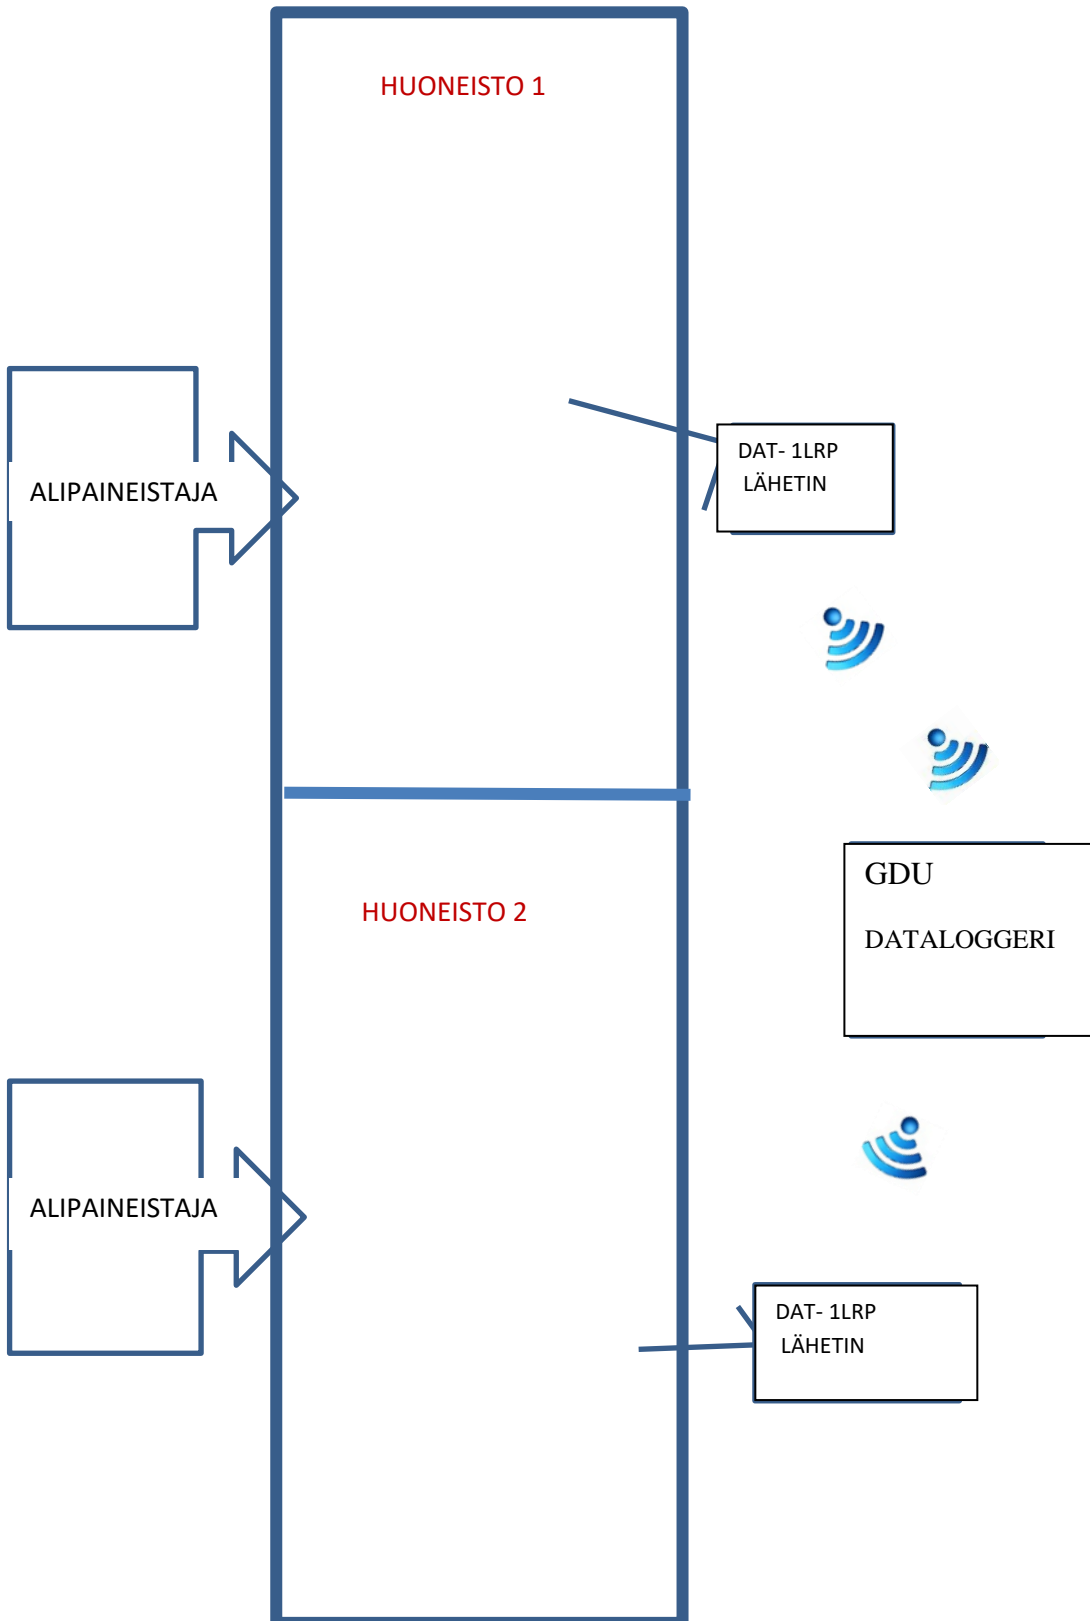 HUONEISTO 1
DAT- 1LRP
LÄHETIN
ALIPAINEISTAJA
GDU
DATALOGGERI
HUONEISTO 2
ALIPAINEISTAJA
DAT- 1LRP
LÄHETIN